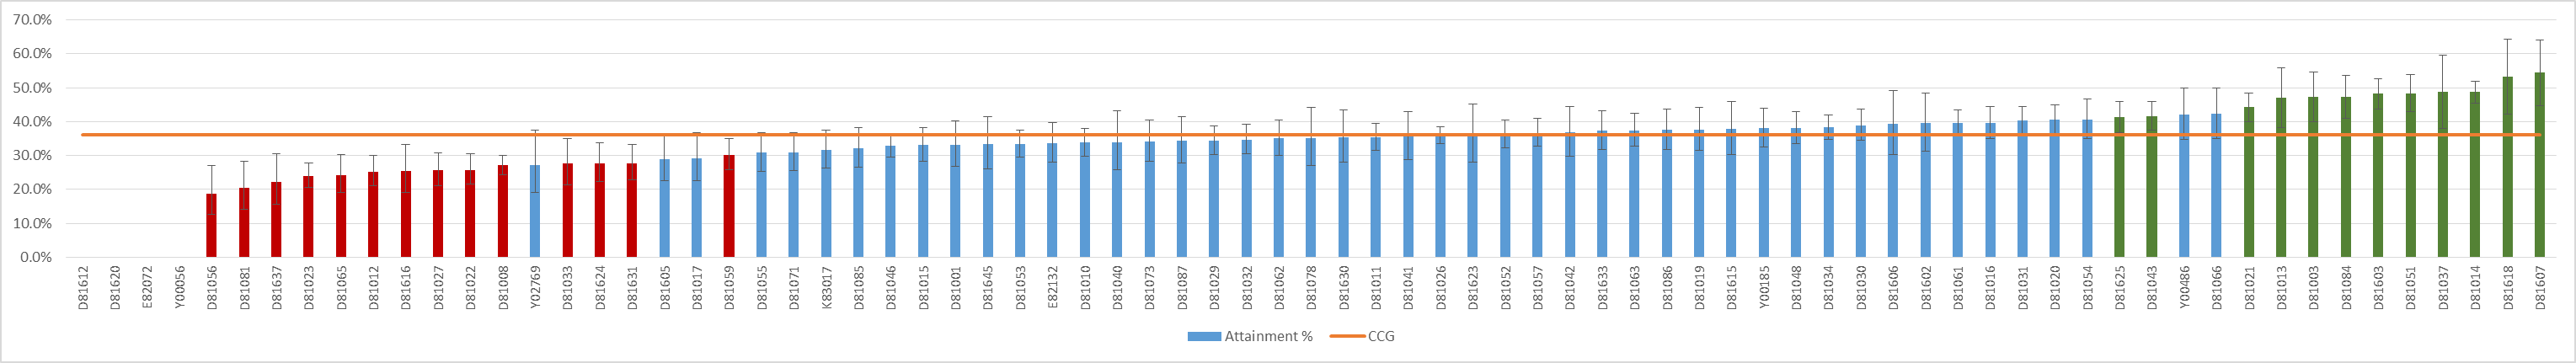 70.0%
60.0%
50.0%
40.0%
30.0%
20.0%
10.0%
0.0%
D81612
D81620
E82072
Y00056
D81056
D81081
D81637
D81023
D81065
D81012
D81616
D81027
D81022
D81008
Y02769
D81033
D81624
D81631
D81605
D81017
D81059
D81055
D81071
K83017
D81085
D81046
D81015
D81001
D81645
D81053
E82132
D81010
D81040
D81073
D81087
D81029
D81032
D81062
D81078
D81630
D81011
D81041
D81026
D81623
D81052
D81057
D81042
D81633
D81063
D81086
D81019
D81615
Y00185
D81048
D81034
D81030
D81606
D81602
D81061
D81016
D81031
D81020
D81054
D81625
D81043
Y00486
D81066
D81021
D81013
D81003
D81084
D81603
D81051
D81037
D81014
D81618
D81607
Attainment %
CCG